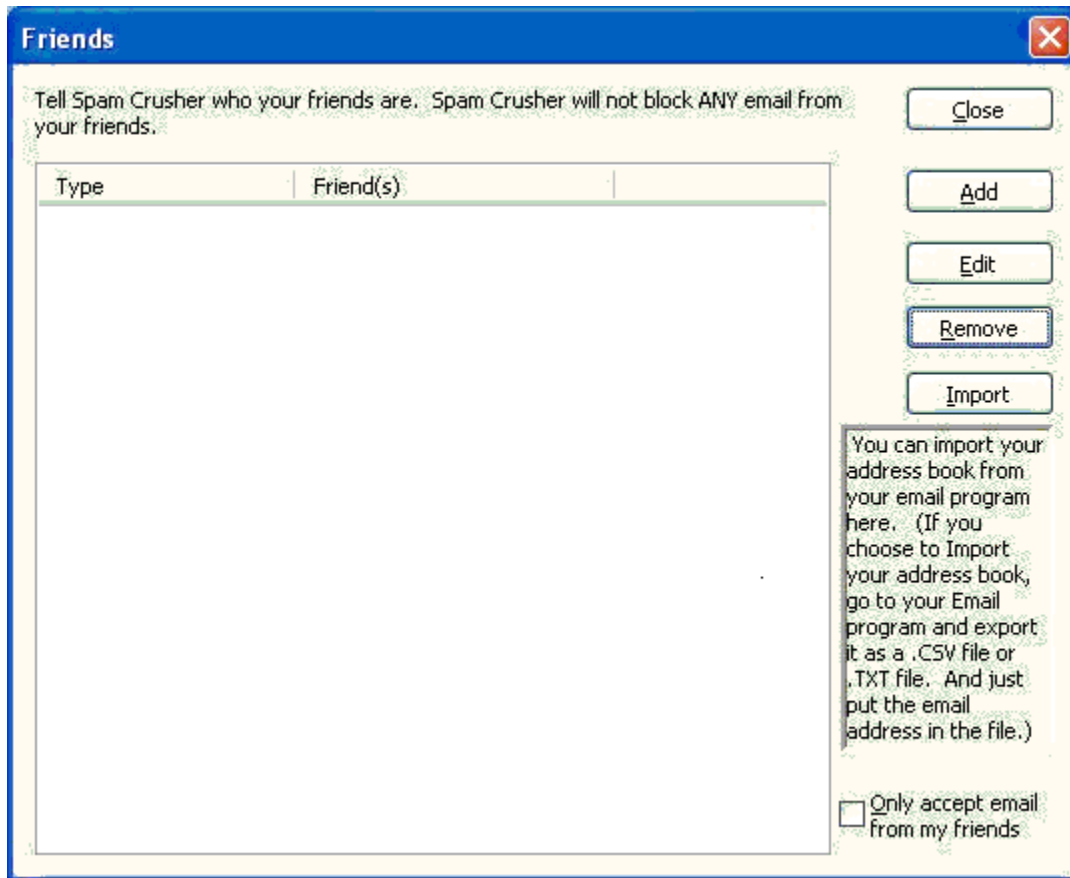 Friends
Tell Spam Crusher who your friends are.  Spam Crusher will not block ANY email from
your friends.
Close
Type
Friend(s)
Add
Edit
Remove
Import
You can import your
address book from
your email program
here.   (If you
choose to Import
your address book,
go to your Email
program and export
it as a .CSV file or
.TXT file.  And just
put the email
address in the file.)
Only accept email
from my friends